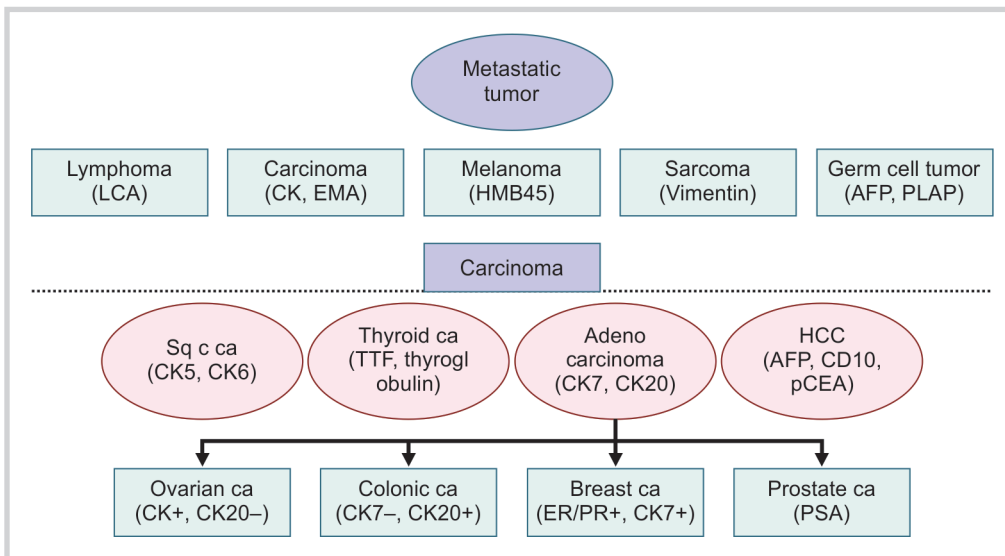 Metastatic
tumor
Lymphoma
(LCA)
Carcinoma
(CK, EMA)
Melanoma
(HMB45)
Sarcoma
(Vimentin)
Germ cell tumor
(AFP, PLAP)
Carcinoma
Sq c ca
(CK5, CK6)
Thyroid ca
(TTF, thyrogl
obulin)
Adeno
carcinoma
(CK7, CK20)
HCC
(AFP, CD10,
pCEA)
Ovarian ca
(CK+, CK20–)
Colonic ca
(CK7–, CK20+)
Breast ca
(ER/PR+, CK7+)
Prostate ca
(PSA)